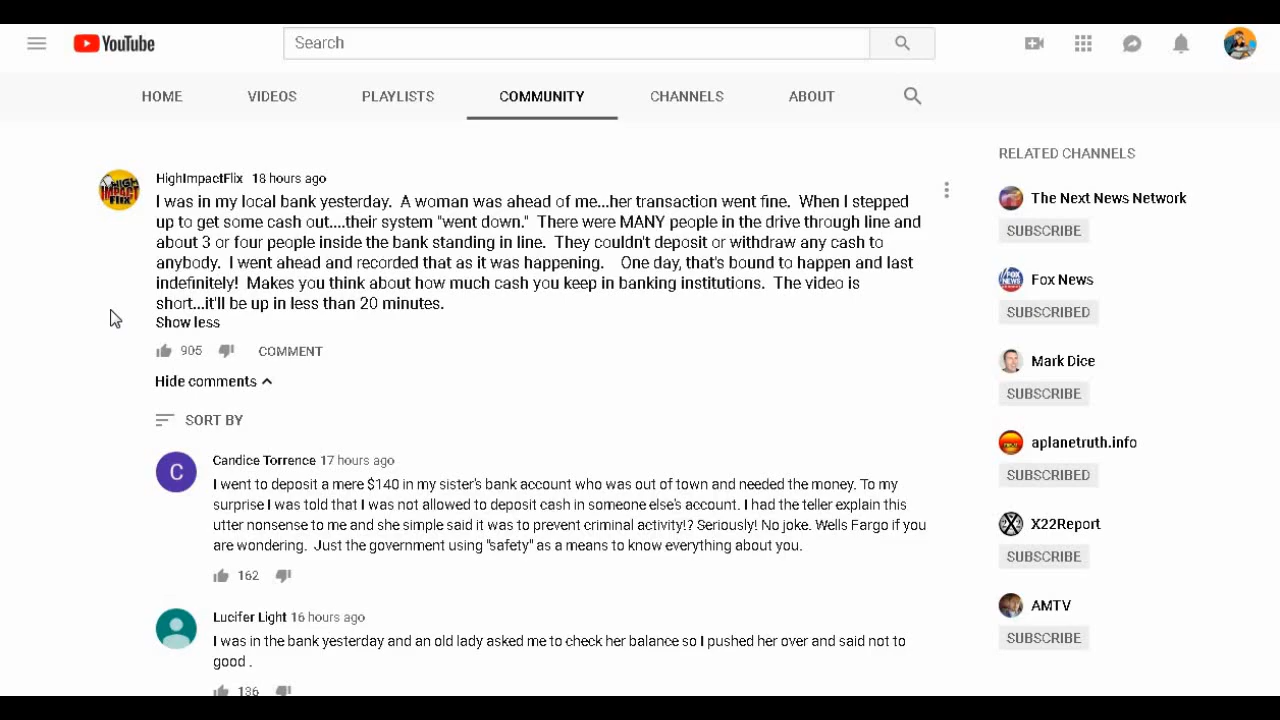 YouTube
Search
HOME VIDEOS PLAYLISTS COMMUNITY CHANNELS ABOUT
HighImpactFlix 18 hours ago
I was in my local bank yesterday. A woman was ahead of me...her transaction went fine. When I stepped
up to get some cash out....their system "went down." There were MANY people in the drive through line and
about 3 or four people inside the bank standing in line. They couldn't deposit or withdraw any cash to
anybody. I went ahead and recorded that as it was happening. One day, that's bound to happen and last
indefinitely! Makes you think about how much cash you keep in banking institutions. The video is
short...it'll be up in less than 20 minutes.
Show less
905 COMMENT
Hide comments
SORT BY
C
Candice Torrence 17 hours ago
I went to deposit a mere $140 in my sister's bank account who was out of town and needed the money. To my
surprise I was told that I was not allowed to deposit cash in someone else's account. I had the teller explain this
utter nonsense to me and she simple said it was to prevent criminal activity!? Seriously! No joke. Wells Fargo if you
are wondering. Just the government using "safety" as a means to know everything about you.
162
Lucifer Light 16 hours ago
I was in the bank yesterday and an old lady asked me to check her balance so I pushed her over and said not to
good .
136
RELATED CHANNELS
The Next News Network
SUBSCRIBE
Fox News
SUBSCRIBED
Mark Dice
SUBSCRIBE
aplanetruth.info
SUBSCRIBED
X22Report
SUBSCRIBE
AMTV
SUBSCRIBE
HIGH
IMPACT
FLIX